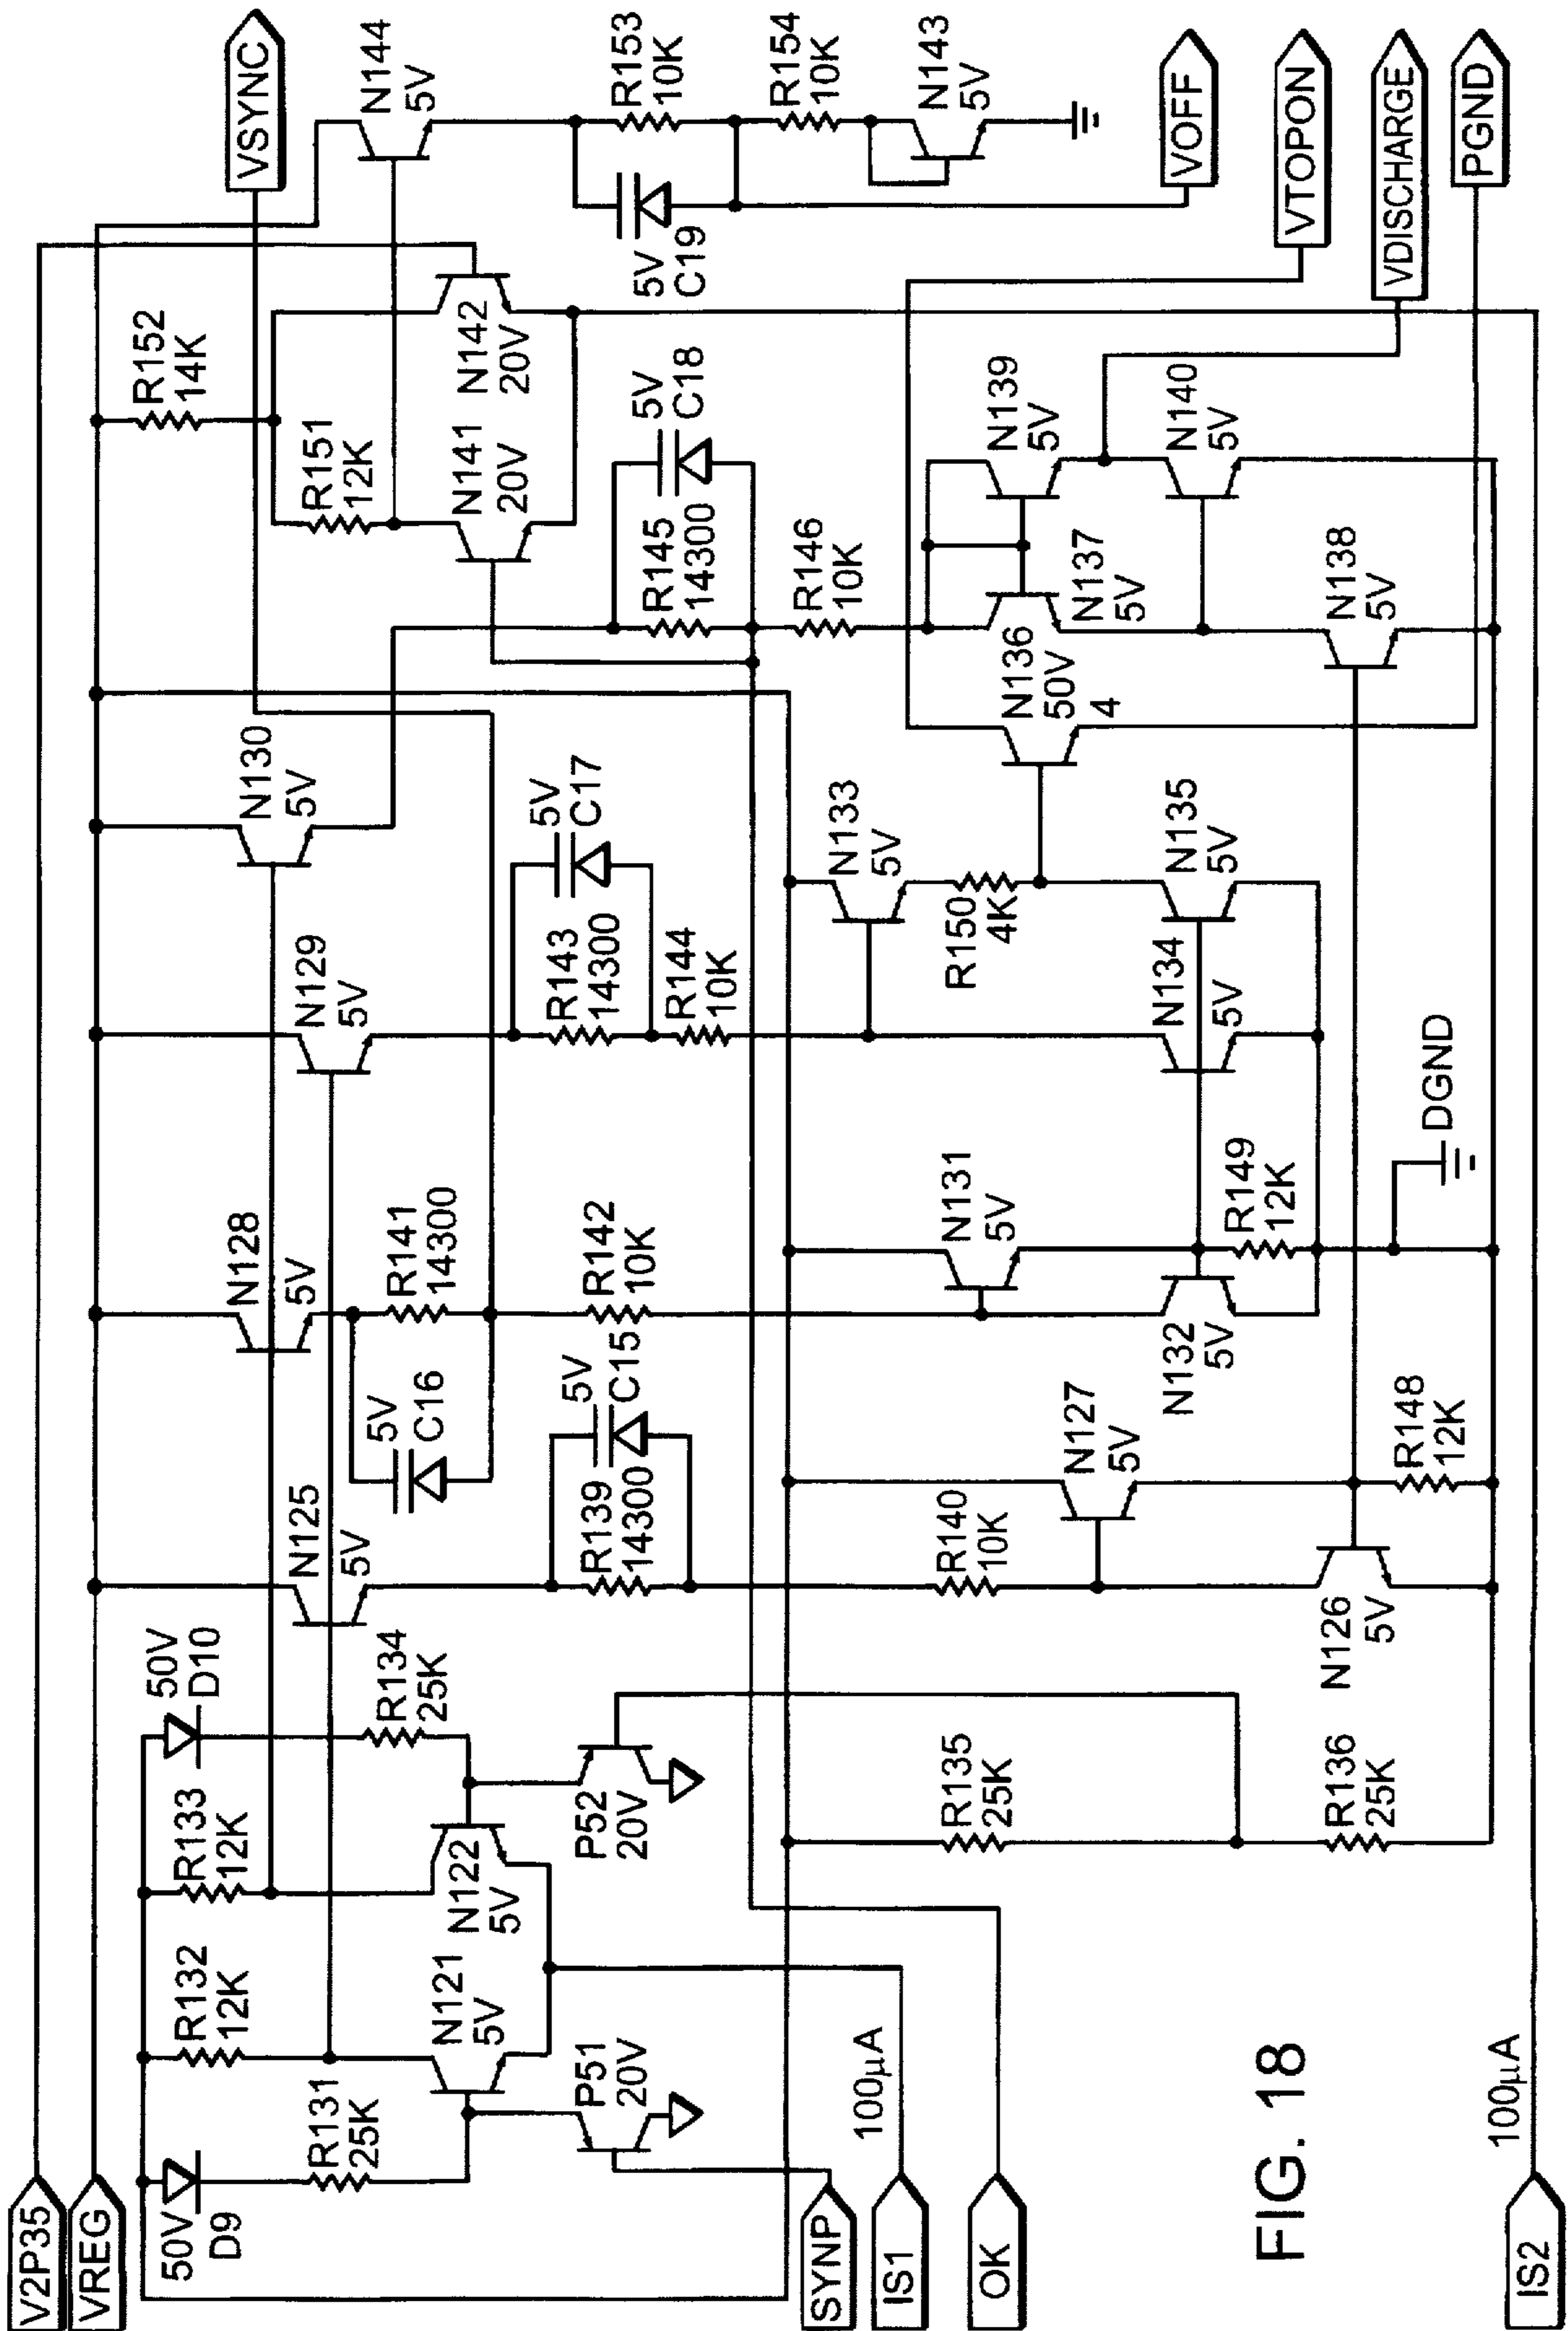 V2P35
VREG
VSYNC
50V
D9
R131
25K
R132
12K
R133
12K
50V
D10
R134
25K
N121
5V
N122
5V
P51
20V
P52
20V
SYNP
100µA
IS1
OK
R135
25K
R136
25K
N125
5V
5V
C16
R139
14300
5V
C15
R140
10K
N127
5V
N126
5V
R148
12K
N128
5V
R141
14300
R142
10K
N131
5V
N132
5V
R149
12K
DGND
N129
5V
R143
14300
5V
C17
R144
10K
N133
5V
R150
4K
N134
5V
N135
5V
N130
5V
N136
50V
4
R145
14300
5V
C18
R146
10K
N137
5V
N138
5V
N139
5V
N140
5V
R152
14K
R151
12K
N141
20V
N142
20V
N144
5V
5V
C19
R153
10K
R154
10K
N143
5V
VOFF
VTOPON
VDISCHARGE
PGND
100µA
IS2
FIG. 18